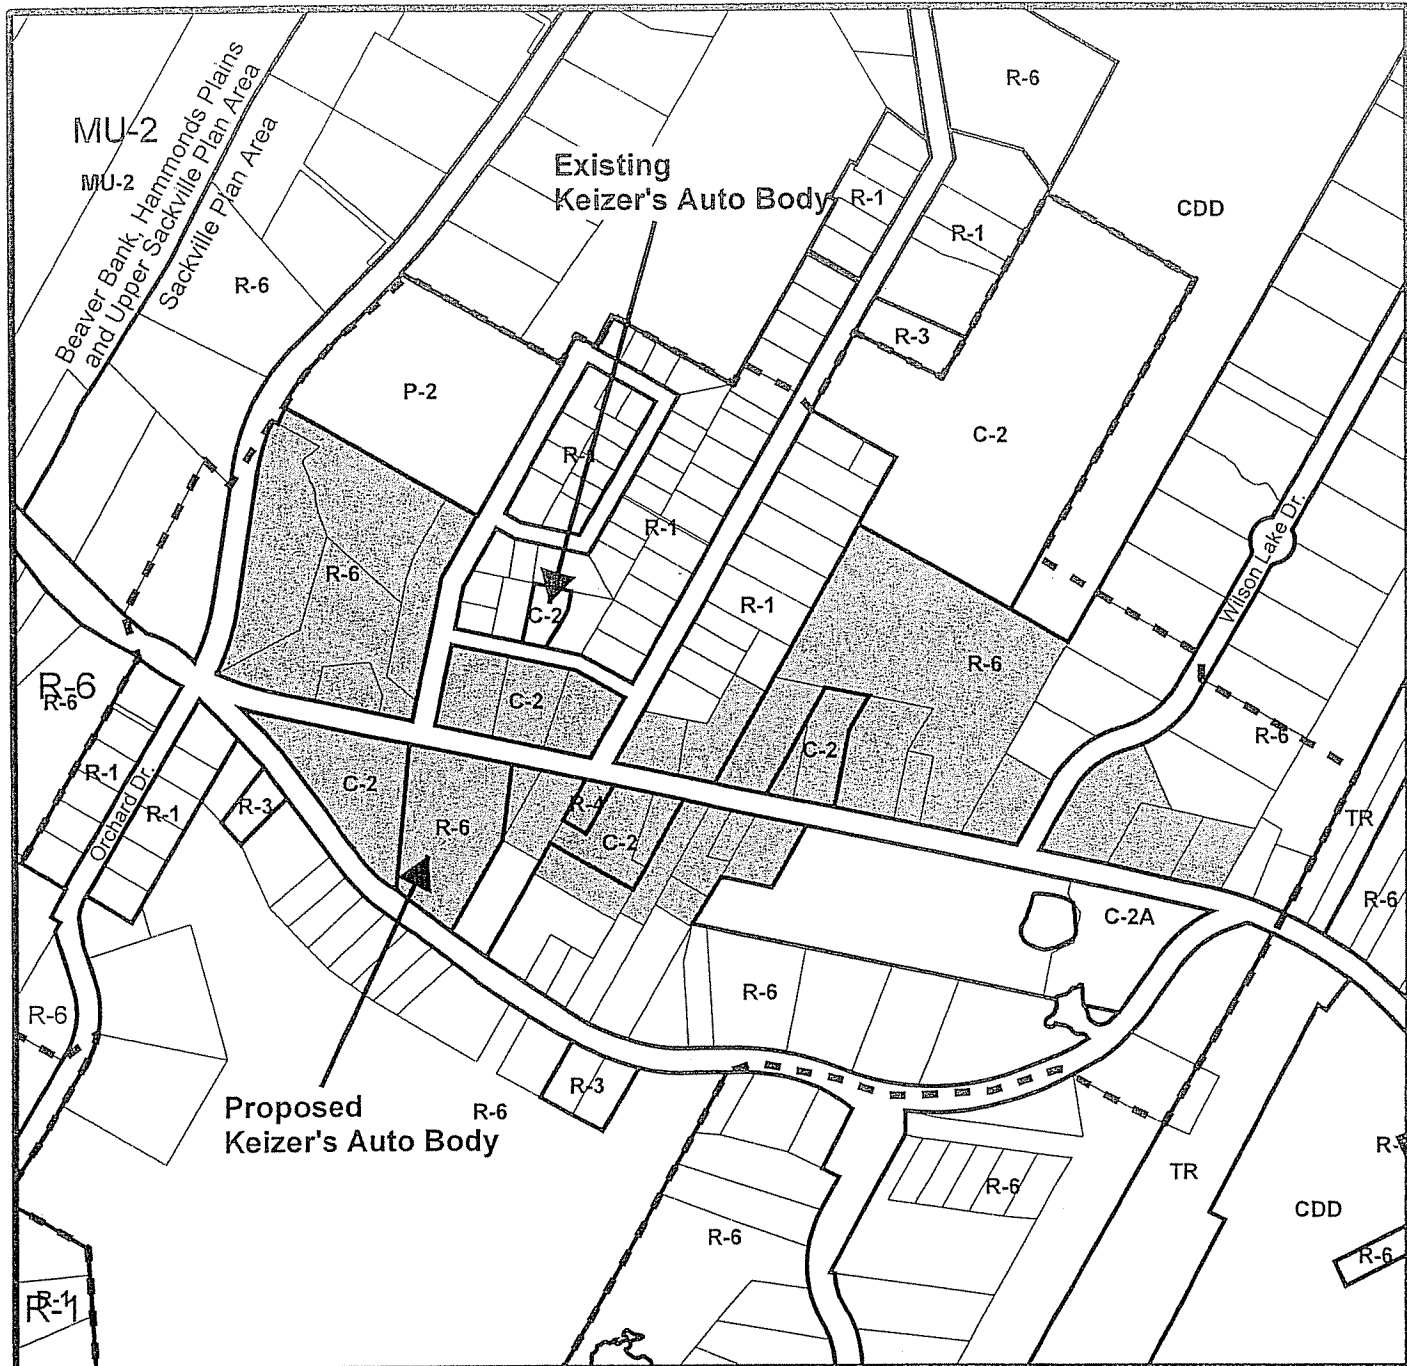 MU-2
MU-2
Beaver Bank, Hammonds Plains
and Upper Sackville Plan Area
Sackville Plan Area
R-6
Existing
Keizer's Auto Body
R-6
R-1
R-1
CDD
R-6
R-3
P-2
C-2
R-1
R-1
Wilson Lake Dr.
R-6
C-2
R-1
R-6
R-6
R-6
C-2
C-2
R-6
R-1
Orchard Dr.
R-1
R-3
C-2
R-6
R-4
C-2
TR
R-6
C-2A
R-6
R-6
R-3
Proposed
Keizer's Auto Body
R-6
R-6
TR
CDD
R-6
R-6
R-1
R-1